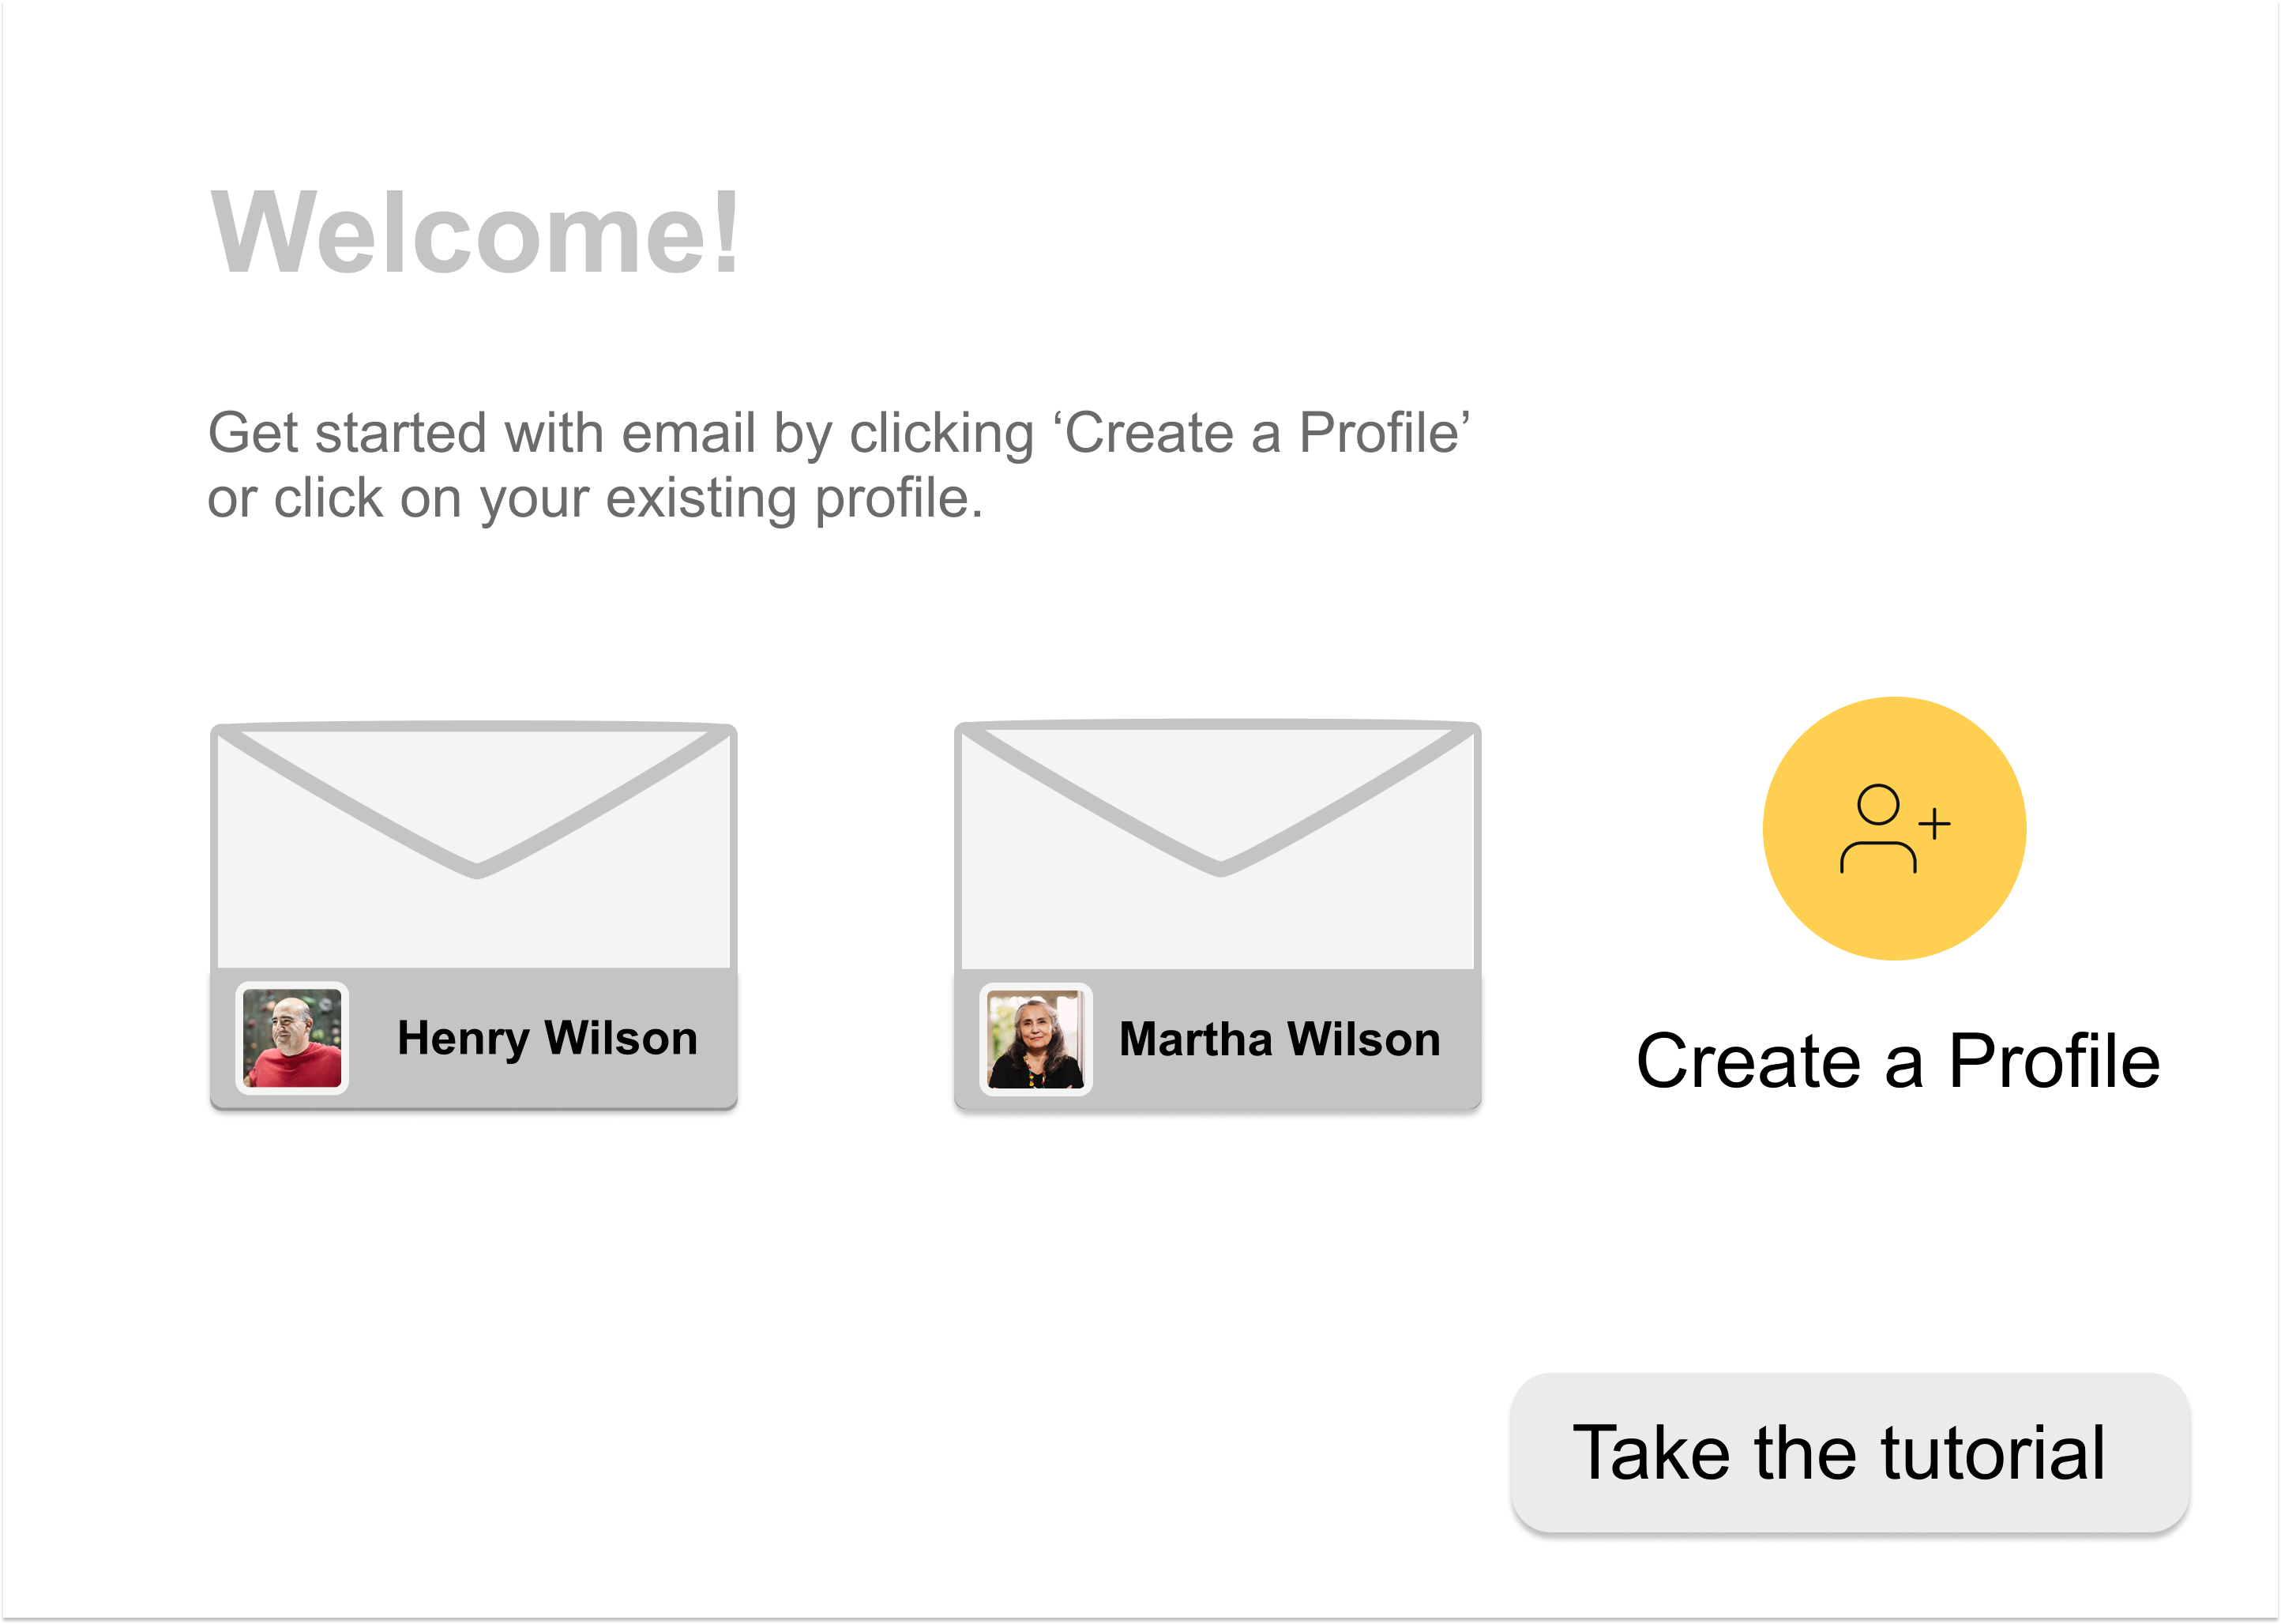 Welcome!
Get started with email by clicking ‘Create a Profile’
or click on your existing profile.
Henry Wilson
Martha Wilson
Create a Profile
Take the tutorial